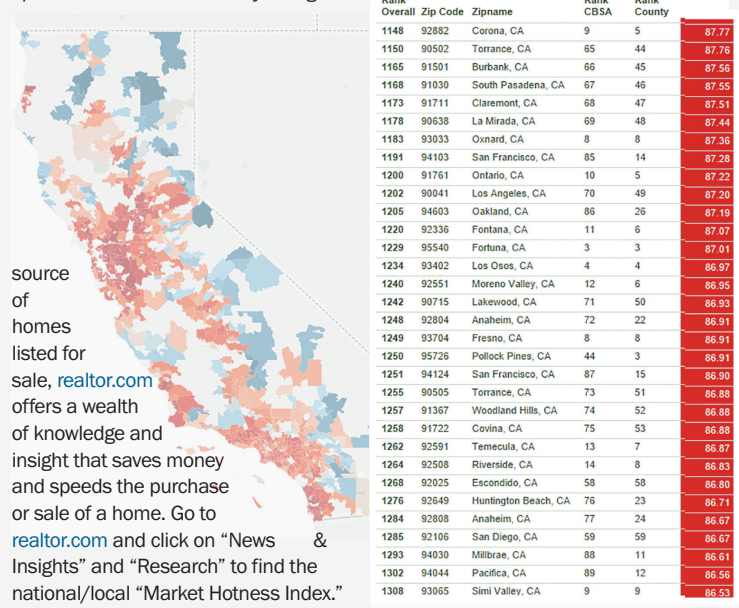 source
of
homes
listed for
sale, realtor.com
offers a wealth
of knowledge and
insight that saves money
and speeds the purchase
or sale of a home. Go to
realtor.com and click on “News &
Insights” and “Research” to find the
national/local “Market Hotness Index.”
Rank Rank
Overall Zip Code Zipname CBSA County
1148 92882 Corona, CA 9 5 87.77
1150 90502 Torrance, CA 65 44 87.76
1165 91501 Burbank, CA 66 45 87.56
1168 91030 South Pasadena, CA 67 46 87.55
1173 91711 Claremont, CA 68 47 87.51
1178 90638 La Mirada, CA 69 48 87.44
1183 93033 Oxnard, CA 8 8 87.36
1191 94103 San Francisco, CA 85 14 87.28
1200 91761 Ontario, CA 10 5 87.22
1202 90041 Los Angeles, CA 70 49 87.20
1205 94603 Oakland, CA 86 26 87.19
1220 92336 Fontana, CA 11 6 87.07
1229 95540 Fortuna, CA 3 3 87.01
1234 93402 Los Osos, CA 4 4 86.97
1240 92551 Moreno Valley, CA 12 6 86.95
1242 90715 Lakewood, CA 71 50 86.93
1248 92804 Anaheim, CA 72 22 86.91
1249 93704 Fresno, CA 8 8 86.91
1250 95726 Pollock Pines, CA 44 3 86.91
1251 94124 San Francisco, CA 87 15 86.90
1255 90505 Torrance, CA 73 51 86.88
1257 91367 Woodland Hills, CA 74 52 86.88
1258 91722 Covina, CA 75 53 86.88
1262 92591 Temecula, CA 13 7 86.87
1264 92508 Riverside, CA 14 8 86.83
1268 92025 Escondido, CA 58 58 86.80
1276 92649 Huntington Beach, CA 76 23 86.71
1284 92808 Anaheim, CA 77 24 86.67
1285 92106 San Diego, CA 59 59 86.67
1293 94030 Millbrae, CA 88 11 86.61
1302 94044 Pacifica, CA 89 12 86.56
1308 93065 Simi Valley, CA 9 9 86.53